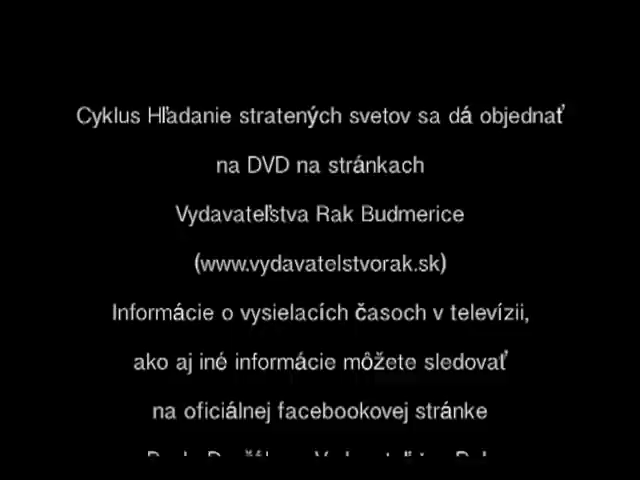 Cyklus Hľadanie stratených svetov sa dá objednať
na DVD na stránkach
Vydavateľstva Rak Budmerice
(www.vydavatelstvorak.sk)
Informácie o vysielacích časoch v televízii,
ako aj iné informácie môžete sledovať
na oficiálnej facebookovej stránke